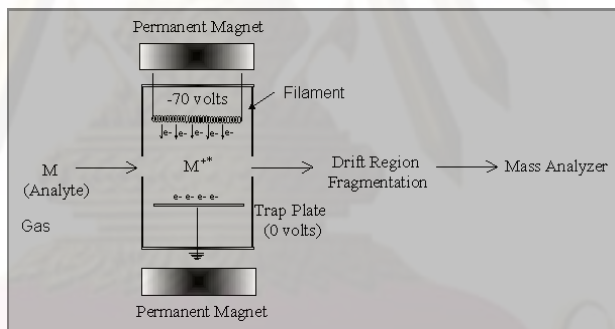 Permanent Magnet
-70 volts
Filament
e- e- e- e- e-
M
(Analyte)
M+*
Drift Region
Fragmentation
Mass Analyzer
e- e- e- e-
Trap Plate
(0 volts)
Gas
Permanent Magnet